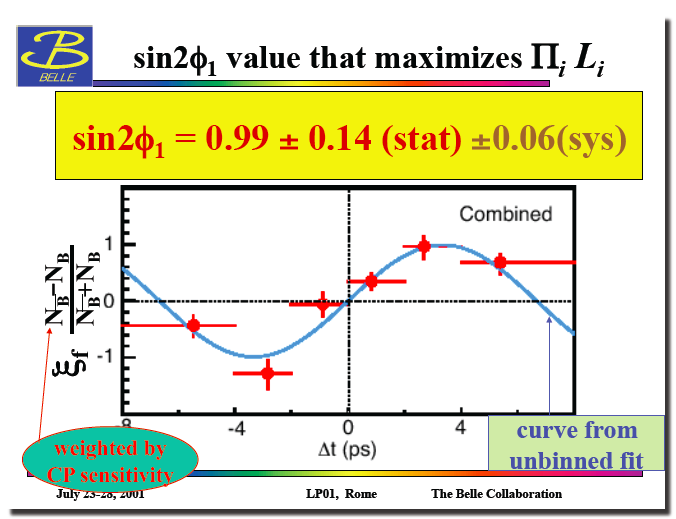 BELLE
sin2ϕ₁ value that maximizes Πᵢ Lᵢ
sin2ϕ₁ = 0.99 ± 0.14 (stat) ±0.06(sys)
Combined
1
0
-1
ξf
N_B̄−N_B
N_B̄+N_B
-8
-4
0
4
Δt (ps)
weighted by
CP sensitivity
curve from
unbinned fit
July 23-28, 2001
LP01, Rome
The Belle Collaboration